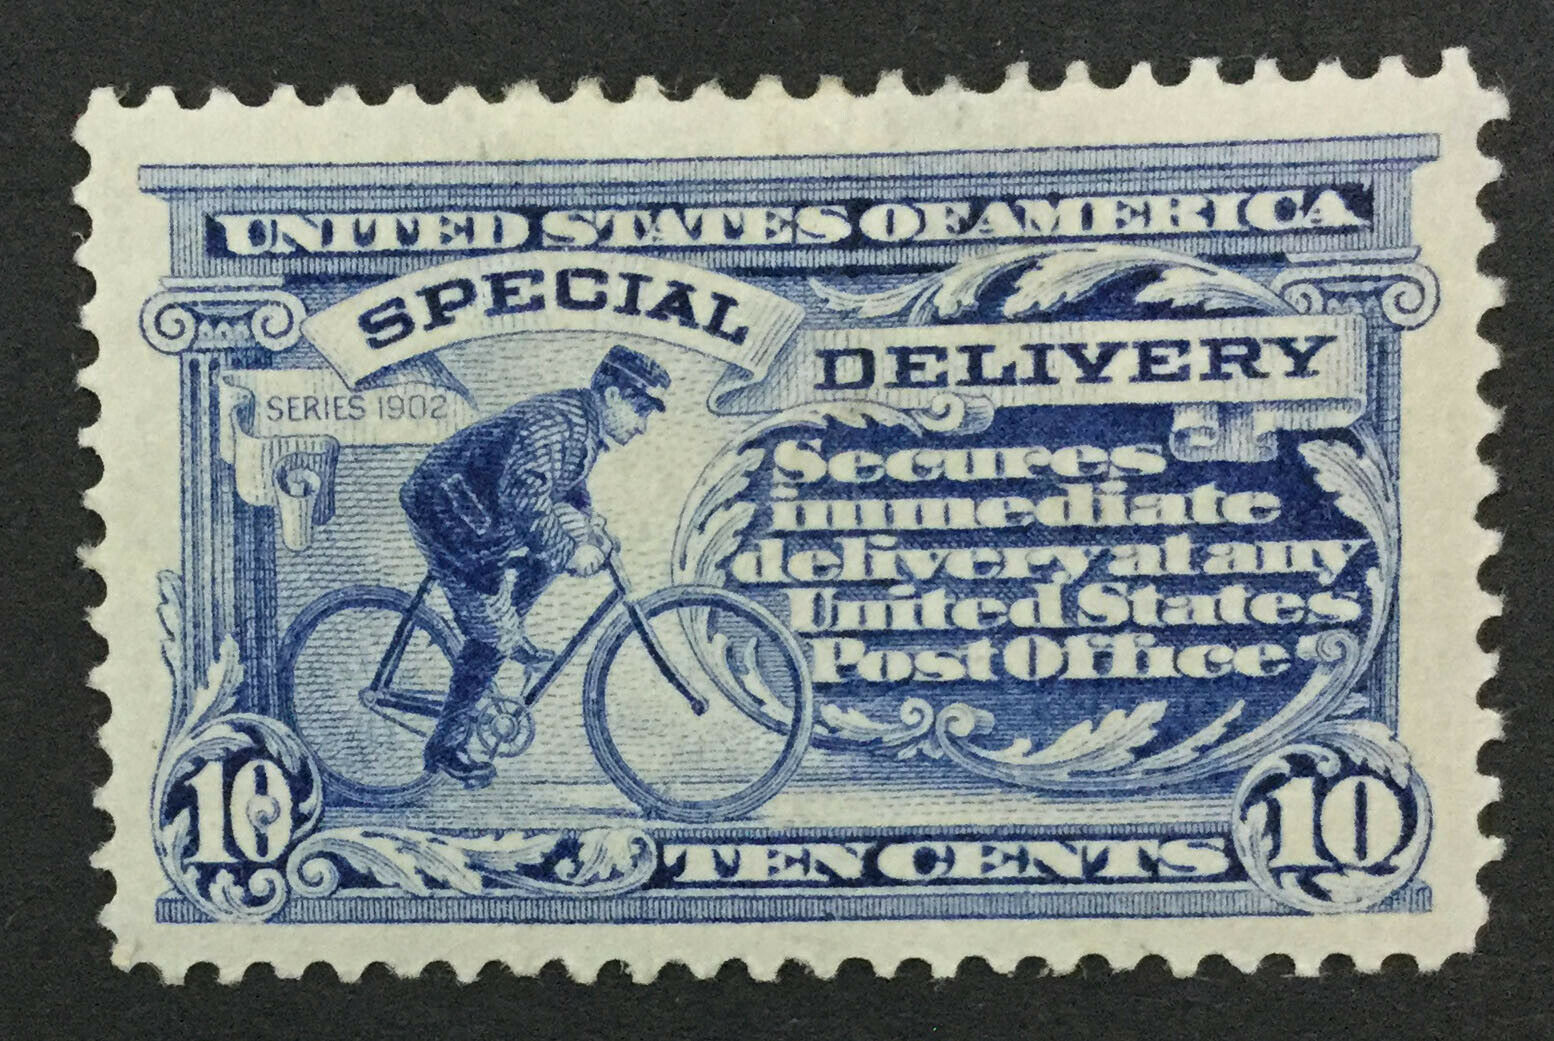 UNITED STATES OF AMERICA
SPECIAL
DELIVERY
SERIES 1902
Secures
immediate
delivery at any
United States
Post Office
10
TEN CENTS
10